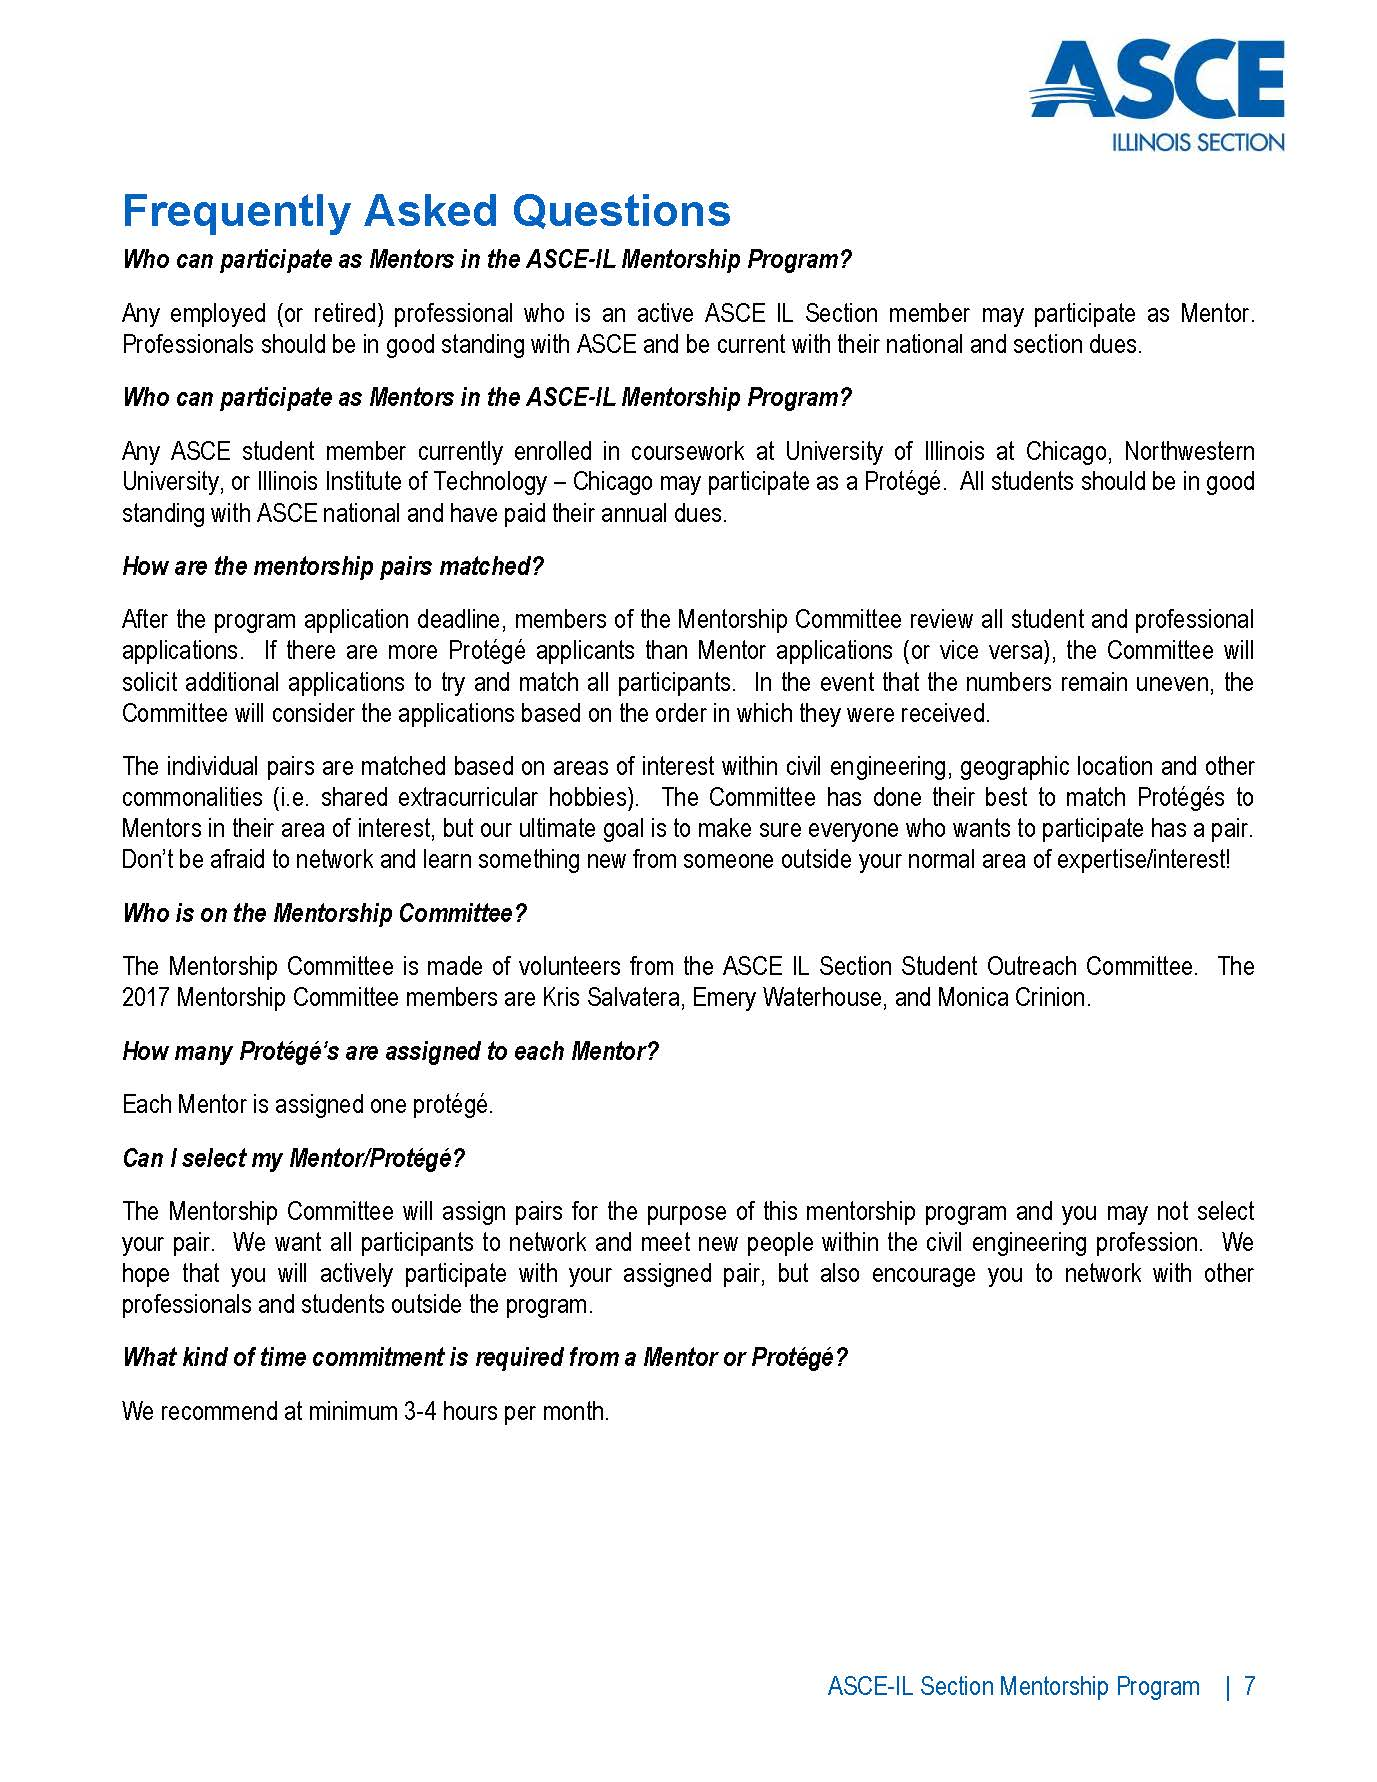 ASCE
ILLINOIS SECTION
Frequently Asked Questions
Who can participate as Mentors in the ASCE-IL Mentorship Program?
Any employed (or retired) professional who is an active ASCE IL Section member may participate as Mentor.
Professionals should be in good standing with ASCE and be current with their national and section dues.
Who can participate as Mentors in the ASCE-IL Mentorship Program?
Any ASCE student member currently enrolled in coursework at University of Illinois at Chicago, Northwestern
University, or Illinois Institute of Technology – Chicago may participate as a Protégé. All students should be in good
standing with ASCE national and have paid their annual dues.
How are the mentorship pairs matched?
After the program application deadline, members of the Mentorship Committee review all student and professional
applications. If there are more Protégé applicants than Mentor applications (or vice versa), the Committee will
solicit additional applications to try and match all participants. In the event that the numbers remain uneven, the
Committee will consider the applications based on the order in which they were received.
The individual pairs are matched based on areas of interest within civil engineering, geographic location and other
commonalities (i.e. shared extracurricular hobbies). The Committee has done their best to match Protégés to
Mentors in their area of interest, but our ultimate goal is to make sure everyone who wants to participate has a pair.
Don’t be afraid to network and learn something new from someone outside your normal area of expertise/interest!
Who is on the Mentorship Committee?
The Mentorship Committee is made of volunteers from the ASCE IL Section Student Outreach Committee. The
2017 Mentorship Committee members are Kris Salvatera, Emery Waterhouse, and Monica Crinion.
How many Protégé’s are assigned to each Mentor?
Each Mentor is assigned one protégé.
Can I select my Mentor/Protégé?
The Mentorship Committee will assign pairs for the purpose of this mentorship program and you may not select
your pair. We want all participants to network and meet new people within the civil engineering profession. We
hope that you will actively participate with your assigned pair, but also encourage you to network with other
professionals and students outside the program.
What kind of time commitment is required from a Mentor or Protégé?
We recommend at minimum 3-4 hours per month.
ASCE-IL Section Mentorship Program | 7